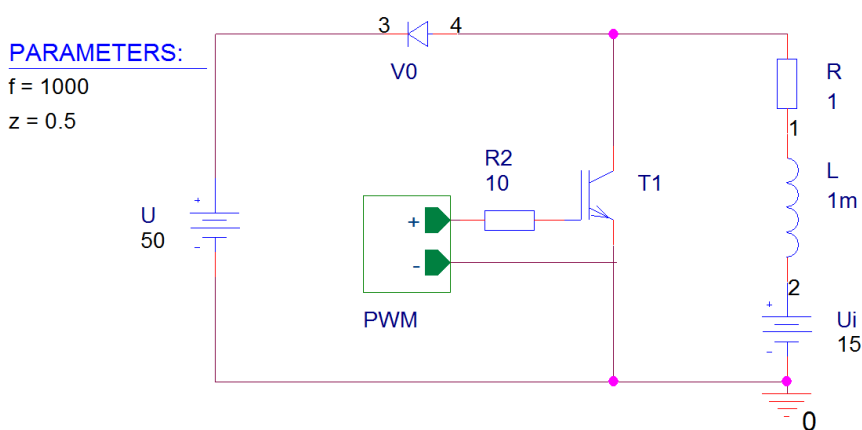 3 4
PARAMETERS:
V0
R
f = 1000
1
z = 0.5
1
R2
10
T1
L
1m
U
50
+
-
+
-
PWM
2
+
-
Ui
15
0